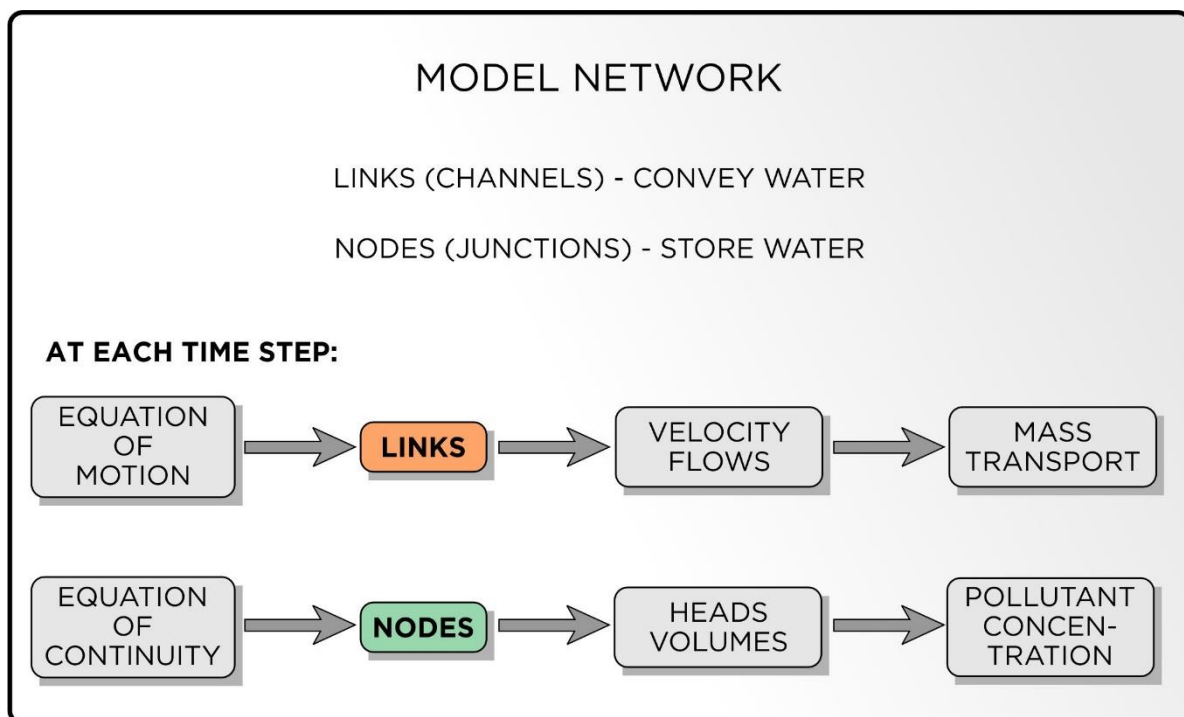 MODEL NETWORK
LINKS (CHANNELS) - CONVEY WATER
NODES (JUNCTIONS) - STORE WATER
AT EACH TIME STEP:
EQUATION
OF
MOTION
LINKS
VELOCITY
FLOWS
MASS
TRANSPORT
EQUATION
OF
CONTINUITY
NODES
HEADS
VOLUMES
POLLUTANT
CONCEN-
TRATION